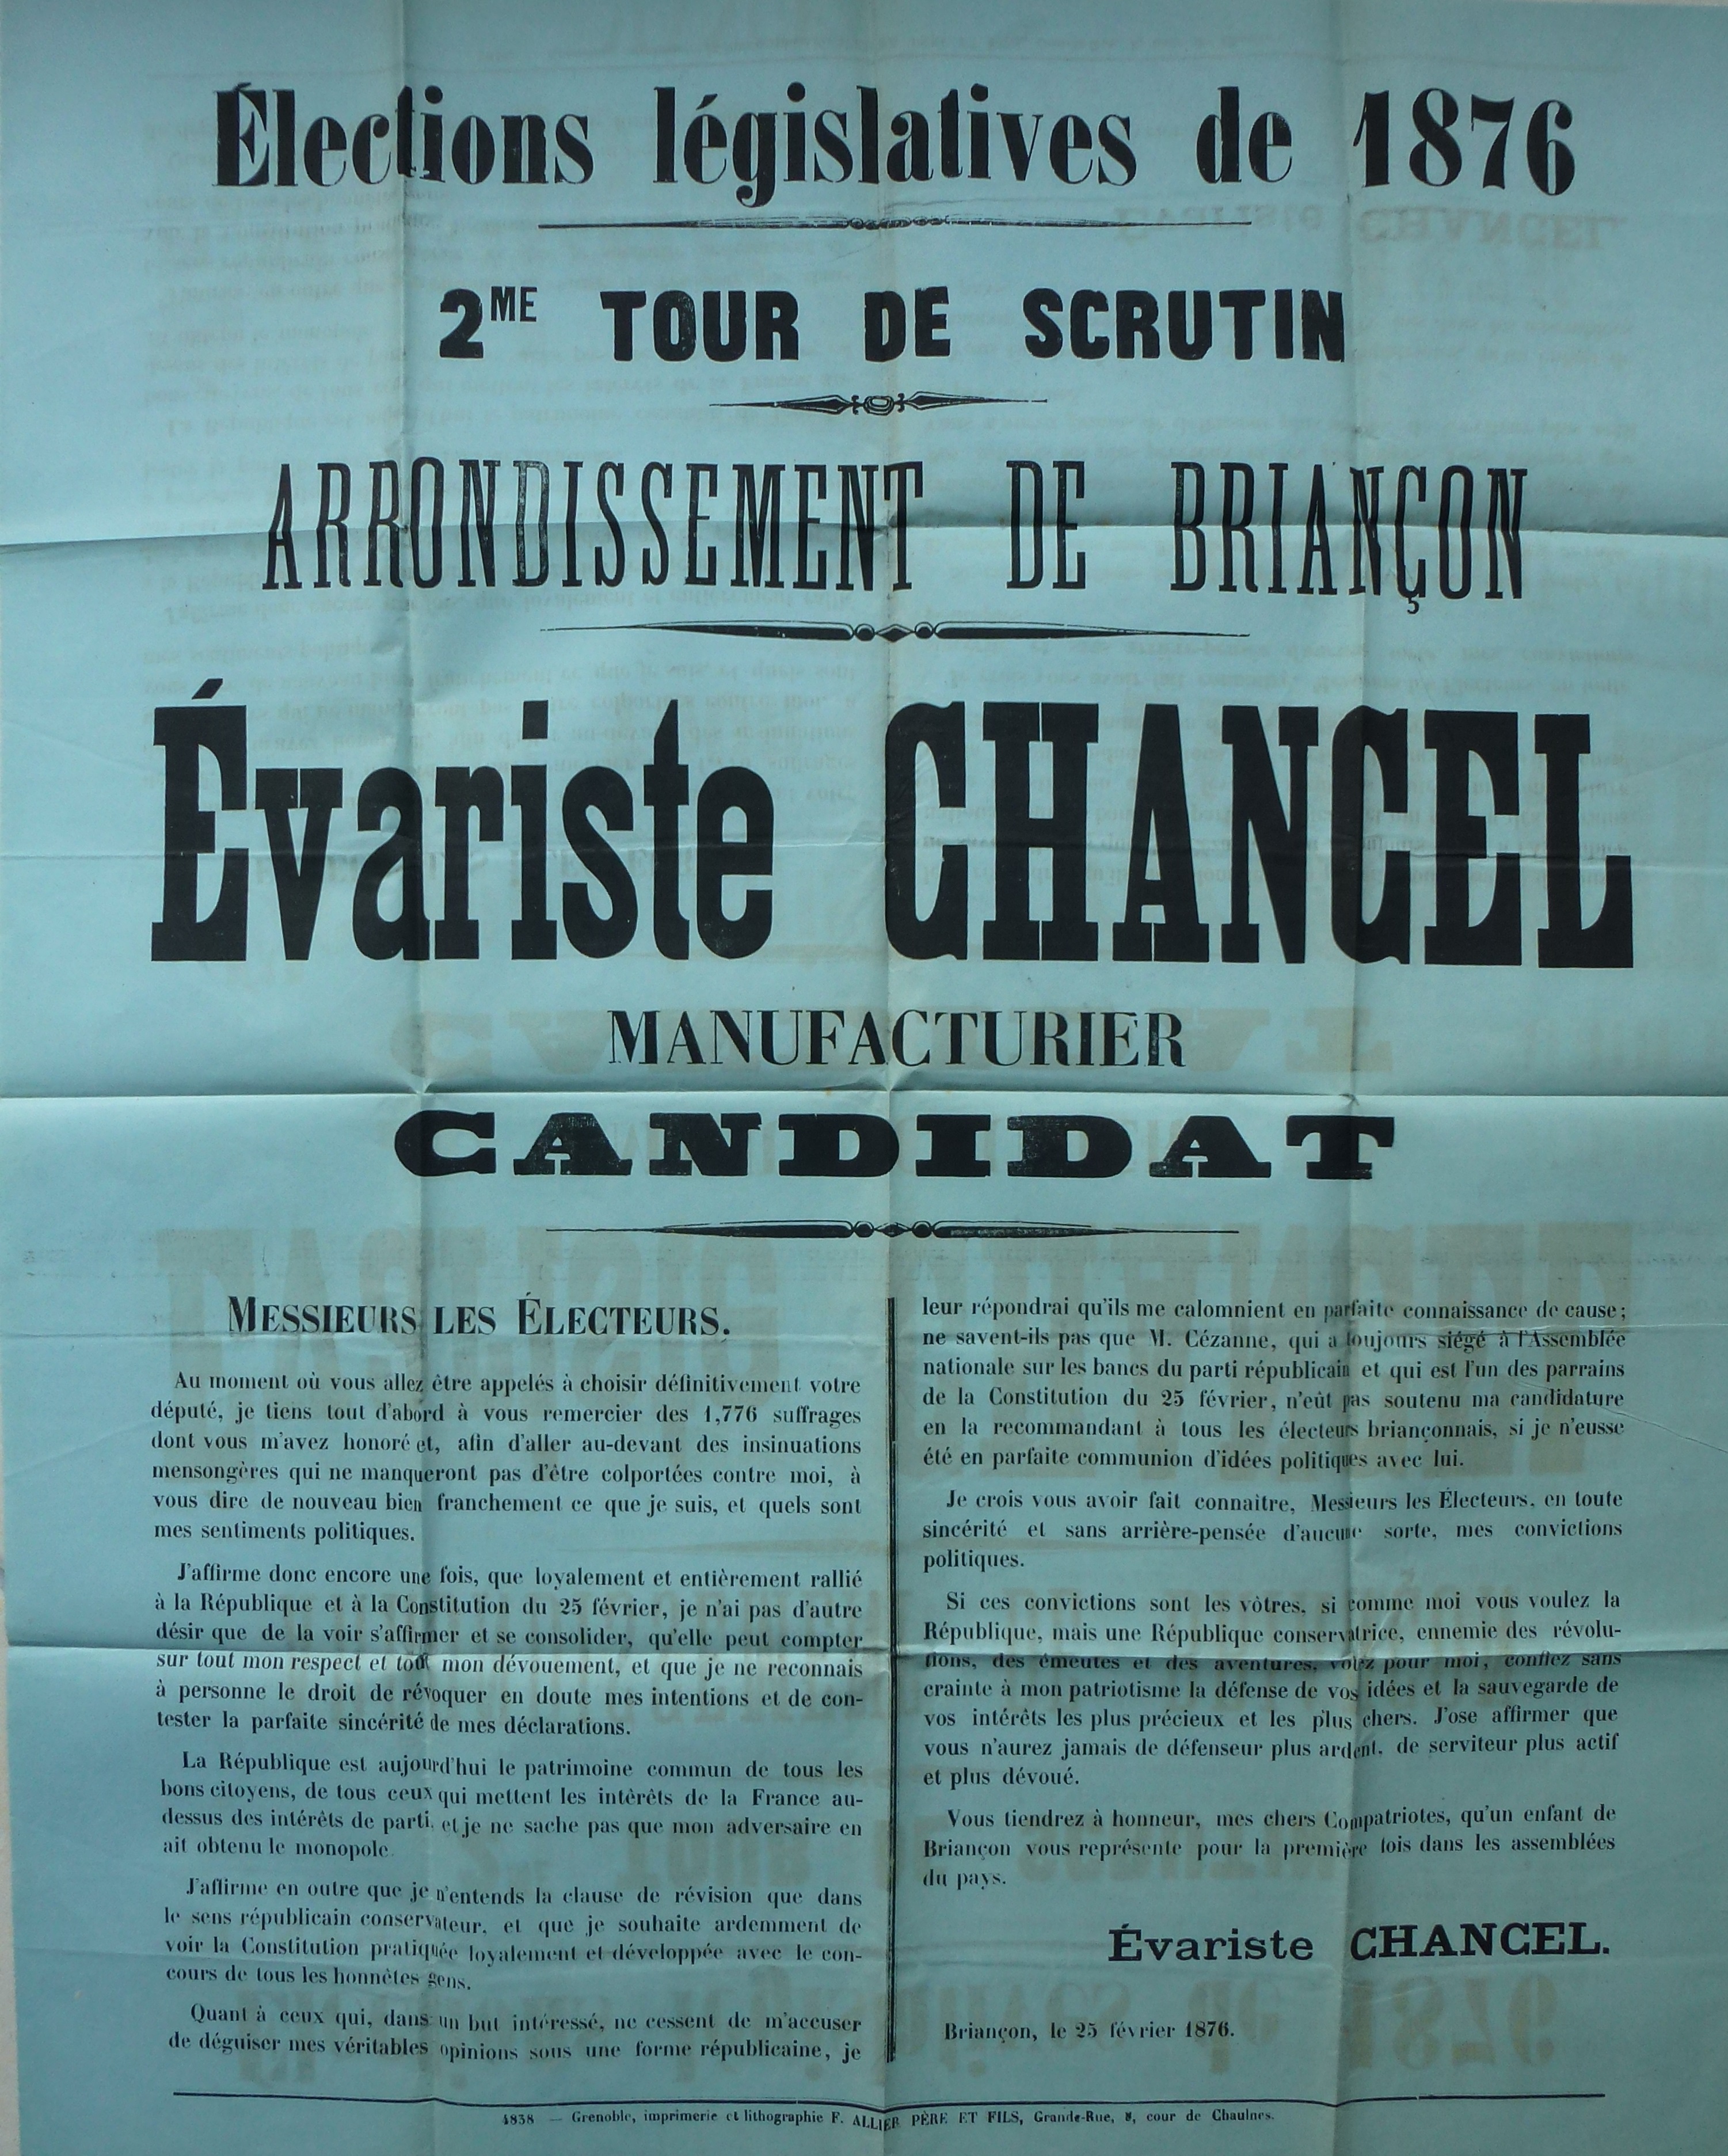 Élections législatives de 1876
2ME TOUR DE SCRUTIN
ARRONDISSEMENT DE BRIANÇON
Évariste CHANCEL
MANUFACTURIER
CANDIDAT
MESSIEURS LES ÉLECTEURS.
Au moment où vous allez être appelés à choisir définitivement votre
député, je tiens tout d'abord à vous remercier des 1,776 suffrages
dont vous m'avez honoré et, afin d'aller au-devant des insinuations
mensongères qui ne manqueront pas d'être colportées contre moi, à
vous dire de nouveau bien franchement ce que je suis, et quels sont
mes sentiments politiques.
J'affirme donc encore une fois, que loyalement et entièrement rallié
à la République et à la Constitution du 25 février, je n'ai pas d'autre
désir que de la voir s'affirmer et se consolider, qu'elle peut compter
sur tout mon respect et tout mon dévouement, et que je ne reconnais
à personne le droit de révoquer en doute mes intentions et de con-
tester la parfaite sincérité de mes déclarations.
La République est aujourd'hui le patrimoine commun de tous les
bons citoyens, de tous ceux qui mettent les intérêts de la France au-
dessus des intérêts de parti, et je ne sache pas que mon adversaire en
ait obtenu le monopole.
J'affirme en outre que je n'entends la clause de révision que dans
le sens républicain conservateur, et que je souhaite ardemment de
voir la Constitution pratiquée loyalement et développée avec le con-
cours de tous les honnêtes gens.
Quant à ceux qui, dans un but intéressé, ne cessent de m'accuser
de déguiser mes véritables opinions sous une forme républicaine, je
leur répondrai qu'ils me calomnient en parfaite connaissance de cause;
ne savent-ils pas que M. Cézanne, qui a toujours siégé à l'Assemblée
nationale sur les bancs du parti républicain et qui est l'un des parrains
de la Constitution du 25 février, n'eût pas soutenu ma candidature
en la recommandant à tous les électeurs briançonnais, si je n'eusse
été en parfaite communion d'idées politiques avec lui.
Je crois vous avoir fait connaître, Messieurs les Électeurs, en toute
sincérité et sans arrière-pensée d'aucune sorte, mes convictions
politiques.
Si ces convictions sont les vôtres, si comme moi vous voulez la
République, mais une République conservatrice, ennemie des révolu-
tions, des émeutes et des aventures, votez pour moi, confiez sans
crainte à mon patriotisme la défense de vos idées et la sauvegarde de
vos intérêts les plus précieux et les plus chers. J'ose affirmer que
vous n'aurez jamais de défenseur plus ardent, de serviteur plus actif
et plus dévoué.
Vous tiendrez à honneur, mes chers Compatriotes, qu'un enfant de
Briançon vous représente pour la première fois dans les assemblées
du pays.
Évariste CHANCEL.
Briançon, le 25 février 1876.
4838 — Grenoble, imprimerie et lithographie F. ALLIER PÈRE ET FILS, Grande-Rue, 8, cour de Chaulnes.